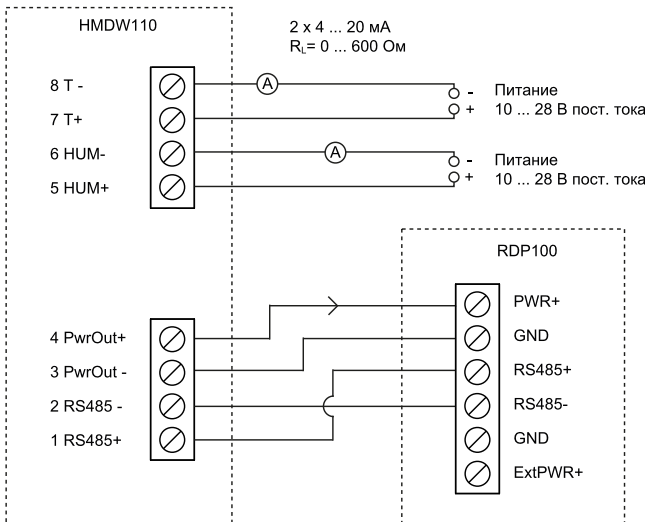 HMDW110
2 x 4 ... 20 мА
RL= 0 ... 600 Ом
8 T -
A
-
Питание
7 T+
+
10 ... 28 В пост. тока
6 HUM-
A
-
Питание
5 HUM+
+
10 ... 28 В пост. тока
RDP100
PWR+
4 PwrOut+
GND
3 PwrOut -
RS485+
2 RS485 -
RS485-
1 RS485+
GND
ExtPWR+